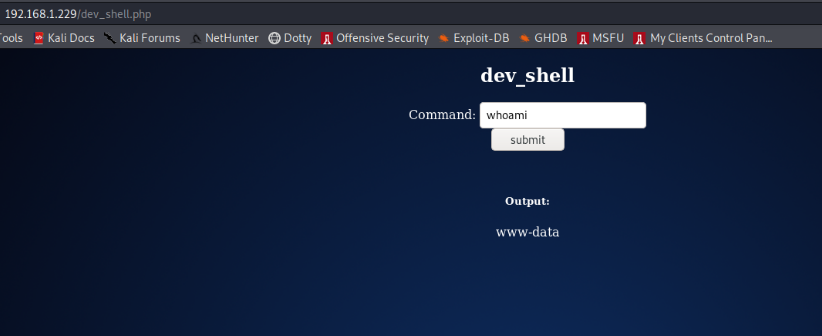 192.168.1.229/dev_shell.php
Tools Kali Docs Kali Forums NetHunter Dotty Offensive Security Exploit-DB GHDB MSFU My Clients Control Pan...
dev_shell
Command: whoami
submit
Output:
www-data